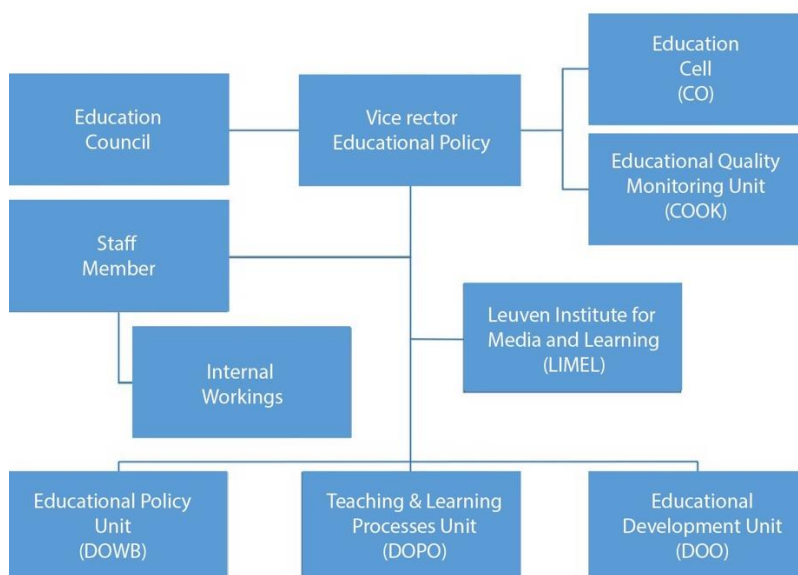 Education
Council
Vice rector
Educational Policy
Education
Cell
(CO)
Educational Quality
Monitoring Unit
(COOK)
Staff
Member
Leuven Institute for
Media and Learning
(LIMEL)
Internal
Workings
Educational Policy
Unit
(DOWB)
Teaching & Learning
Processes Unit
(DOPO)
Educational
Development Unit
(DOO)